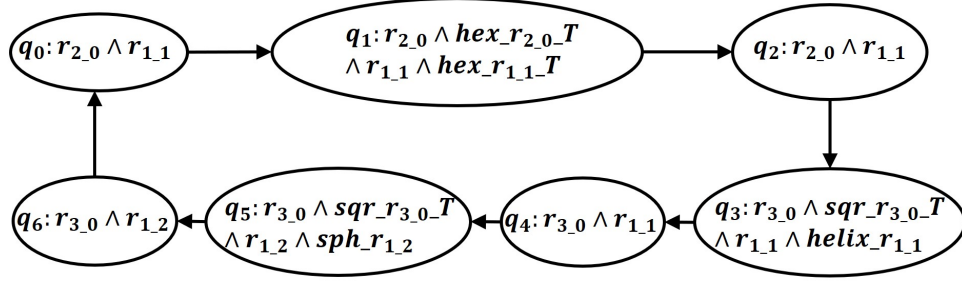 q₀: r₂_₀ ∧ r₁_₁
q₁: r₂_₀ ∧ hex_r₂_₀_T
∧ r₁_₁ ∧ hex_r₁_₁_T
q₂: r₂_₀ ∧ r₁_₁
q₃: r₃_₀ ∧ sqr_r₃_₀_T
∧ r₁_₁ ∧ helix_r₁_₁
q₄: r₃_₀ ∧ r₁_₁
q₅: r₃_₀ ∧ sqr_r₃_₀_T
∧ r₁_₂ ∧ sph_r₁_₂
q₆: r₃_₀ ∧ r₁_₂